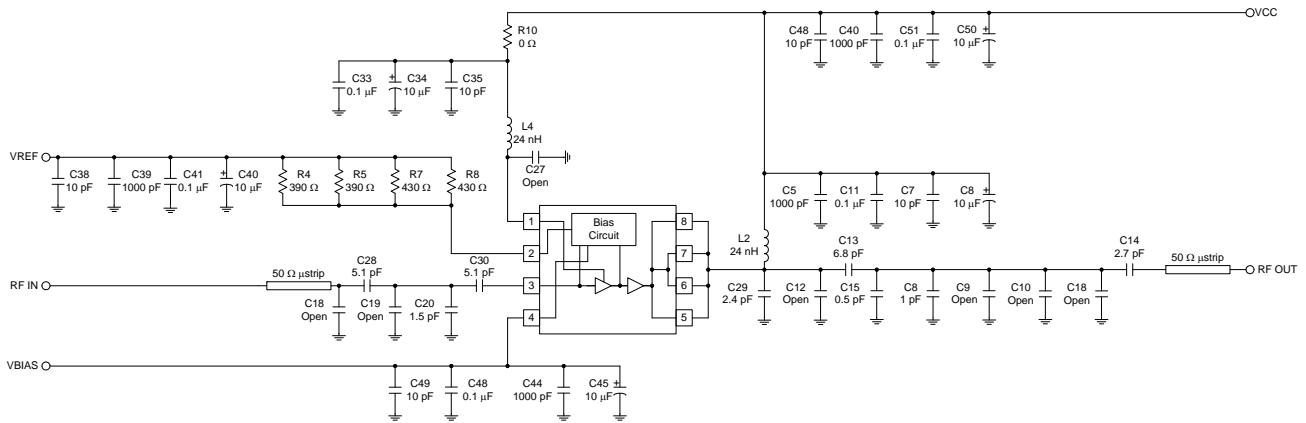 R10
0 Ω
C48
10 pF
C40
1000 pF
C51
0.1 µF
C50
10 µF
+
VCC
C33
0.1 µF
C34
10 µF
+
C35
10 pF
L4
24 nH
C27
Open
VREF
C38
10 pF
C39
1000 pF
C41
0.1 µF
C40
10 µF
+
R4
390 Ω
R5
390 Ω
R7
430 Ω
R8
430 Ω
C5
1000 pF
C11
0.1 µF
C7
10 pF
C8
10 µF
+
1
2
3
4
Bias
Circuit
8
7
6
5
L2
24 nH
C13
6.8 pF
C14
2.7 pF
50 Ω µstrip
RF OUT
RF IN
50 Ω µstrip
C28
5.1 pF
C30
5.1 pF
C18
Open
C19
Open
C20
1.5 pF
C29
2.4 pF
C12
Open
C15
0.5 pF
C8
1 pF
C9
Open
C10
Open
C18
Open
VBIAS
C49
10 pF
C48
0.1 µF
C44
1000 pF
C45
10 µF
+